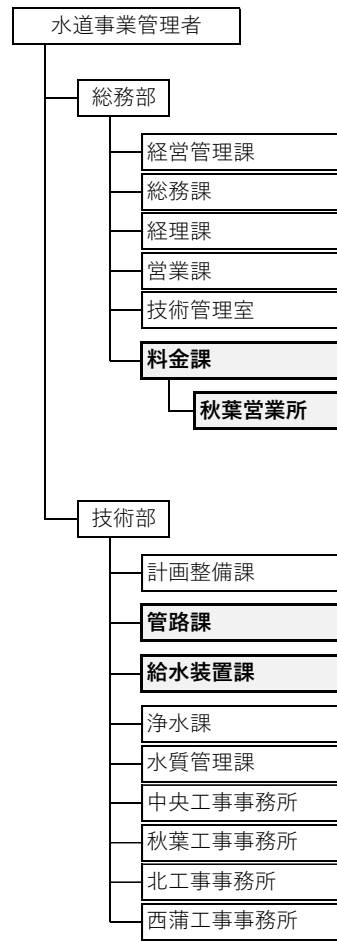 水道事業管理者
総務部
経営管理課
総務課
経理課
営業課
技術管理室
料金課
秋葉営業所
技術部
計画整備課
管路課
給水装置課
浄水課
水質管理課
中央工事事務所
秋葉工事事務所
北工事事務所
西蒲工事事務所